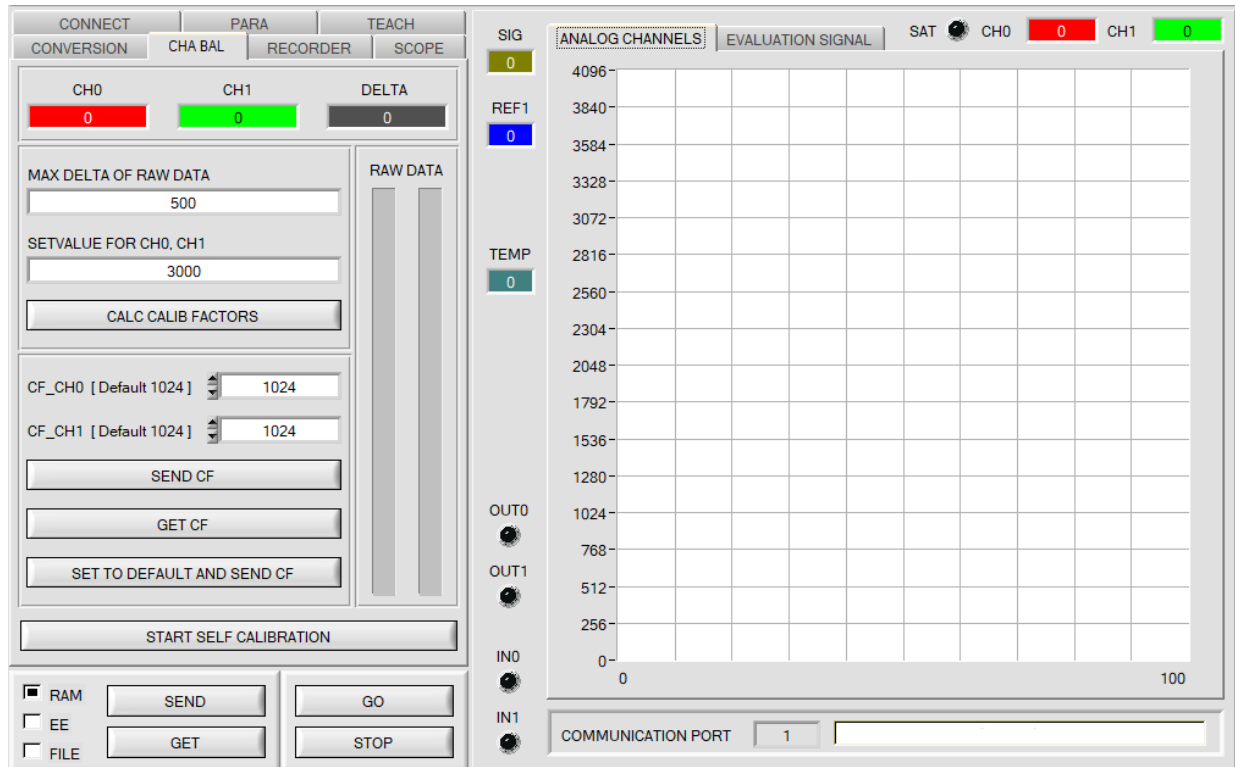 CONNECT PARA TEACH
CONVERSION CHA BAL RECORDER SCOPE
CH0 CH1 DELTA
0 0 0
MAX DELTA OF RAW DATA
500
SETVALUE FOR CH0, CH1
3000
CALC CALIB FACTORS
RAW DATA
CF_CH0 [ Default 1024 ] 1024
CF_CH1 [ Default 1024 ] 1024
SEND CF
GET CF
SET TO DEFAULT AND SEND CF
START SELF CALIBRATION
RAM
EE
FILE
SEND
GET
GO
STOP
SIG
0
REF1
0
TEMP
0
OUT0
OUT1
IN0
IN1
ANALOG CHANNELS EVALUATION SIGNAL SAT CH0 0 CH1 0
4096
3840
3584
3328
3072
2816
2560
2304
2048
1792
1536
1280
1024
768
512
256
0
0 100
COMMUNICATION PORT 1